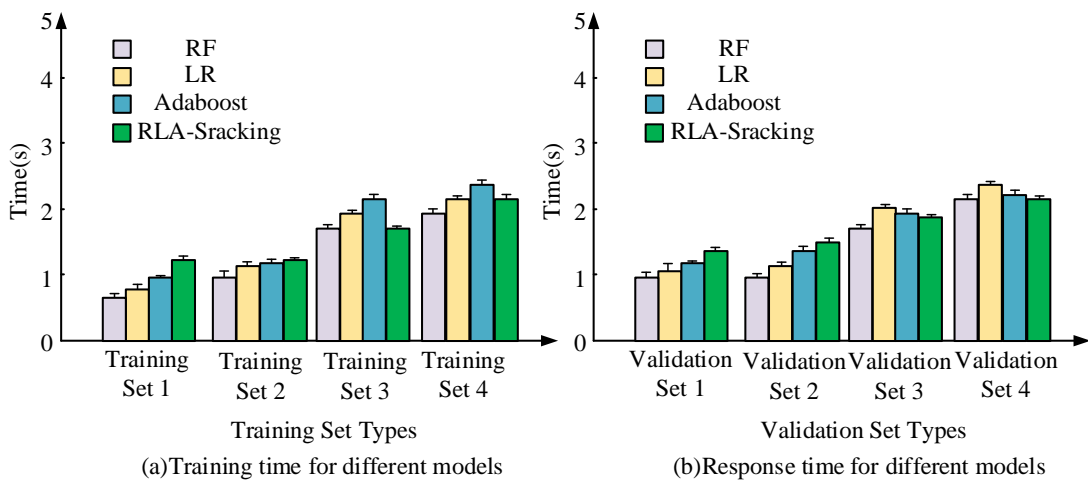 5
4
3
2
1
0
Time(s)
RF
LR
Adaboost
RLA-Sracking
Training Set 1
Training Set 2
Training Set 3
Training Set 4
Training Set Types
(a)Training time for different models
5
4
3
2
1
0
Time(s)
RF
LR
Adaboost
RLA-Sracking
Validation Set 1
Validation Set 2
Validation Set 3
Validation Set 4
Validation Set Types
(b)Response time for different models